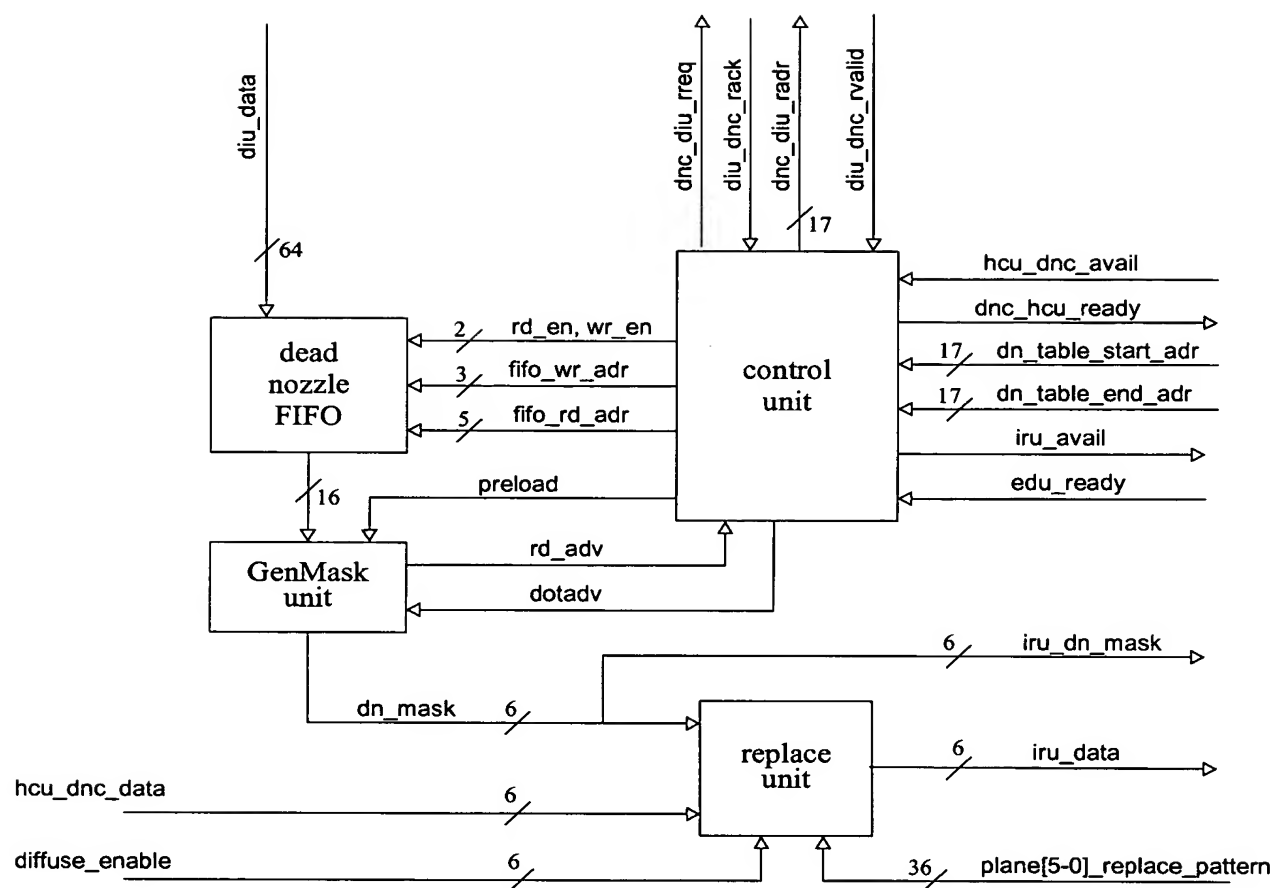 diu_data
dnc_diu_rreq
diu_dnc_rack
dnc_diu_radr
diu_dnc_rvalid
17
64
hcu_dnc_avail
dnc_hcu_ready
dead
nozzle
FIFO
2 rd_en, wr_en
3 fifo_wr_adr
5 fifo_rd_adr
control
unit
17 dn_table_start_adr
17 dn_table_end_adr
iru_avail
edu_ready
16
preload
GenMask
unit
rd_adv
dotadv
6 iru_dn_mask
dn_mask 6
replace
unit
6 iru_data
hcu_dnc_data
6
diffuse_enable
6
36 plane[5-0]_replace_pattern